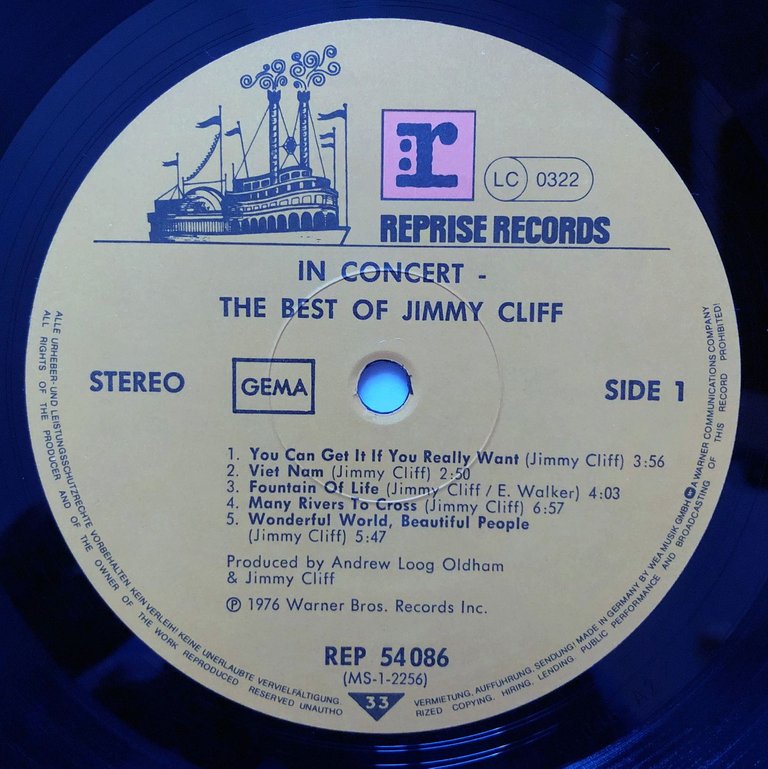 r
LC 0322
REPRISE RECORDS
IN CONCERT -
THE BEST OF JIMMY CLIFF
STEREO
GEMA
SIDE 1
1. You Can Get It If You Really Want (Jimmy Cliff) 3:56
2. Viet Nam (Jimmy Cliff) 2:50
3. Fountain Of Life (Jimmy Cliff / E. Walker) 4:03
4. Many Rivers To Cross (Jimmy Cliff) 6:57
5. Wonderful World, Beautiful People
(Jimmy Cliff) 5:47
Produced by Andrew Loog Oldham
& Jimmy Cliff
℗ 1976 Warner Bros. Records Inc.
REP 54 086
(MS-1-2256)
33
ALLE URHEBER- UND LEISTUNGSSCHUTZRECHTE VORBEHALTEN. KEIN VERLEIH! KEINE UNERLAUBTE VERVIELFÄLTIGUNG,
VERMIETUNG, AUFFÜHRUNG, SENDUNG! MADE IN GERMANY BY WEA MUSIK GMBH A WARNER COMMUNICATIONS COMPANY
ALL RIGHTS OF THE PRODUCER AND OF THE OWNER OF THE WORK REPRODUCED RESERVED UNAUTHO
RIZED COPYING, HIRING, LENDING, PUBLIC PERFORMANCE AND BROADCASTING OF THIS RECORD PROHIBITED!